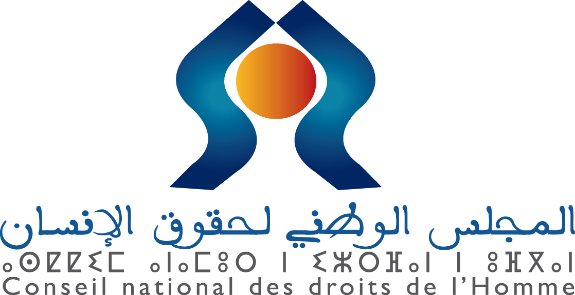 المجلس الوطني لحقوق الإنسان
ⴰⵙⵇⵇⵉⵎ ⴰⵏⴰⵎⵓⵔ ⵏ ⵉⵣⵔⴼⴰⵏ ⵏ ⵓⴼⴳⴰⵏ
Conseil national des droits de l'Homme